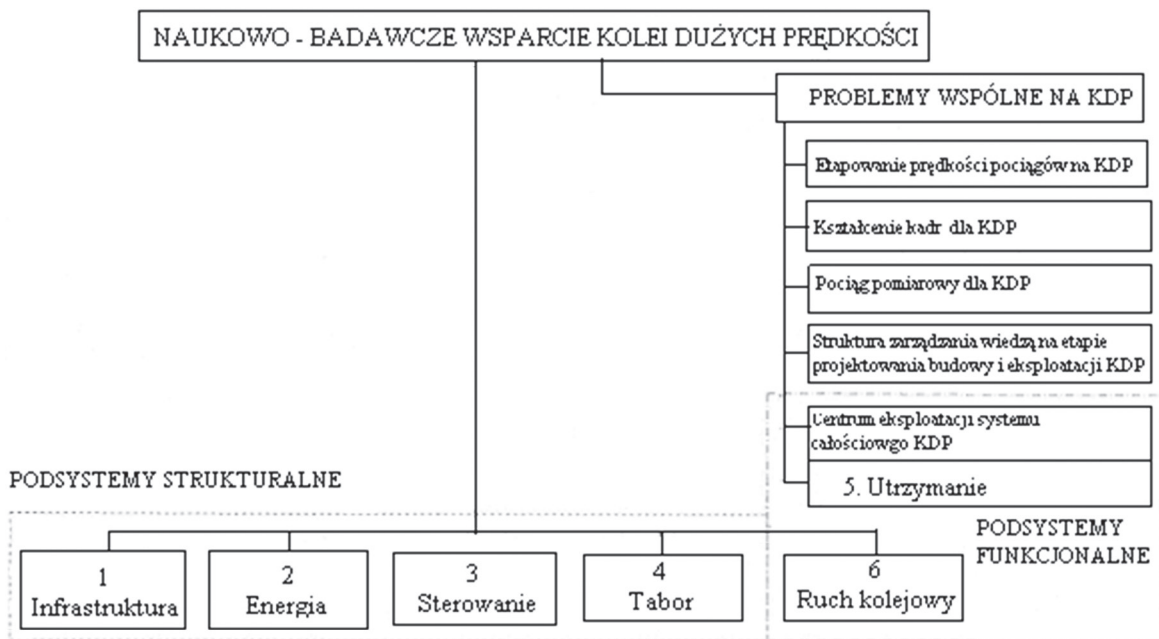 NAUKOWO - BADAWCZE WSPARCIE KOLEI DUŻYCH PRĘDKOŚCI
PROBLEMY WSPÓLNE NA KDP
Etapowanie prędkości pociągów na KDP
Kształcenie kadr dla KDP
Pociąg pomiarowy dla KDP
Struktura zarządzania wiedzą na etapie
projektowania budowy i eksploatacji KDP
Centrum eksploatacji systemu
całościowgo KDP
5. Utrzymanie
PODSYSTEMY STRUKTURALNE
PODSYSTEMY
FUNKCJONALNE
1
Infrastruktura
2
Energia
3
Sterowanie
4
Tabor
6
Ruch kolejowy